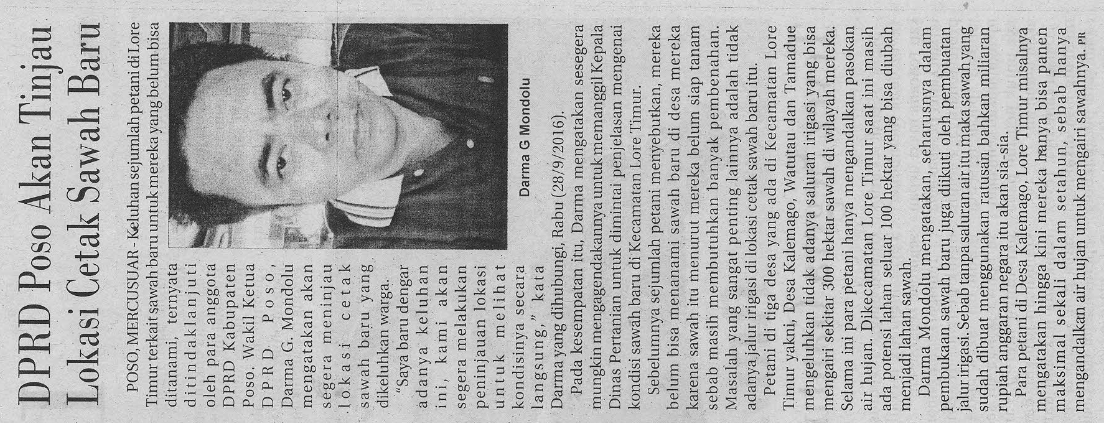 DPRD Poso Akan Tinjau
Lokasi Cetak Sawah Baru
POSO, MERCUSUAR - Keluhan sejumlah petani di Lore
Timur terkait sawah baru untuk mereka yang belum bisa
ditanami, ternyata
ditindaklanjuti
oleh para anggota
DPRD Kabupaten
Poso. Wakil Ketua
DPRD Poso,
Darma G. Mondolu
mengatakan akan
segera meninjau
lokasi cetak
sawah baru yang
dikeluhkan warga.
"Saya baru dengar
adanya keluhan
ini, kami akan
segera melakukan
peninjauan lokasi
untuk melihat
kondisinya secara
langsung," kata
Darma G Mondolu
Darma yang dihubungi, Rabu (28/9/2016).
Pada kesempatan itu, Darma mengatakan sesegera
mungkin mengagendakannya untuk memanggil Kepala
Dinas Pertanian untuk dimintai penjelasan mengenai
kondisi sawah baru di Kecamatan Lore Timur.
Sebelumnya sejumlah petani menyebutkan, mereka
belum bisa menanami sawah baru di desa mereka
karena sawah itu menurut mereka belum siap tanam
sebab masih membutuhkan banyak pembenahan.
Masalah yang sangat penting lainnya adalah tidak
adanya jalur irigasi di lokasi cetak sawah baru itu.
Petani di tiga desa yang ada di Kecamatan Lore
Timur yakni, Desa Kalemago, Watutau dan Tamadue
mengeluhkan tidak adanya saluran irigasi yang bisa
mengairi sekitar 300 hektar sawah di wilayah mereka.
Selama ini para petani hanya mengandalkan pasokan
air hujan. Dikecamatan Lore Timur saat ini masih
ada potensi lahan seluar 100 hektar yang bisa diubah
menjadi lahan sawah.
Darma Mondolu mengatakan, seharusnya dalam
pembukaan sawah baru juga diikuti oleh pembuatan
jalur irigasi. Sebab tanpa saluran air itu maka sawah yang
sudah dibuat menggunakan ratusan bahkan miliaran
rupiah anggaran negara itu akan sia-sia.
Para petani di Desa Kalemago, Lore Timur misalnya
mengatakan hingga kini mereka hanya bisa panen
maksimal sekali dalam setahun, sebab hanya
mengandalkan air hujan untuk mengairi sawahnya. PR